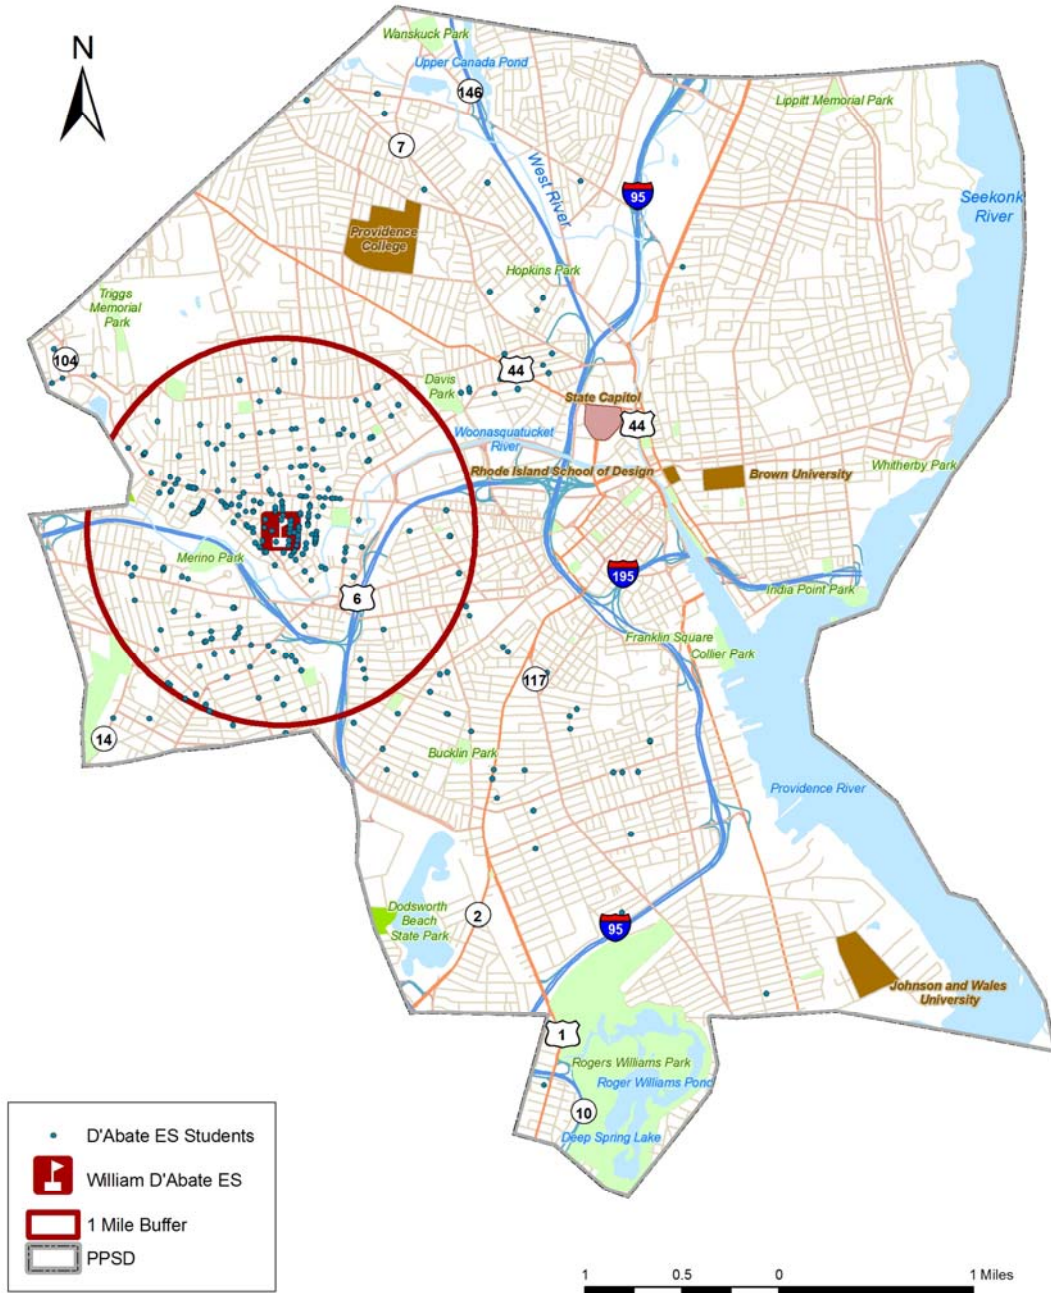 N
Wanskuck Park
Upper Canada Pond
146
Lippitt Memorial Park
7
West River
95
Seekonk
River
Providence
College
Hopkins Park
Triggs
Memorial
Park
104
44
Davis
Park
State Capitol
44
Woonasquatucket
River
Rhode Island School of Design
Brown University
Whitherby Park
Merino Park
6
195
India Point Park
Franklin Square
Collier Park
117
14
Bucklin Park
Providence River
Dodsworth
Beach
State Park
2
95
Johnson and Wales
University
1
Rogers Williams Park
Roger Williams Pond
10
Deep Spring Lake
D'Abate ES Students
William D'Abate ES
1 Mile Buffer
PPSD
1 0.5 0 1 Miles